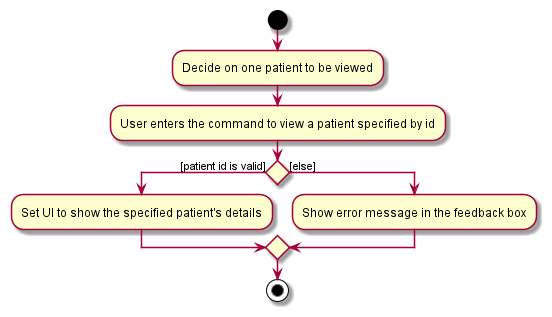 Decide on one patient to be viewed
User enters the command to view a patient specified by id
[patient id is valid]
[else]
Set UI to show the specified patient's details
Show error message in the feedback box